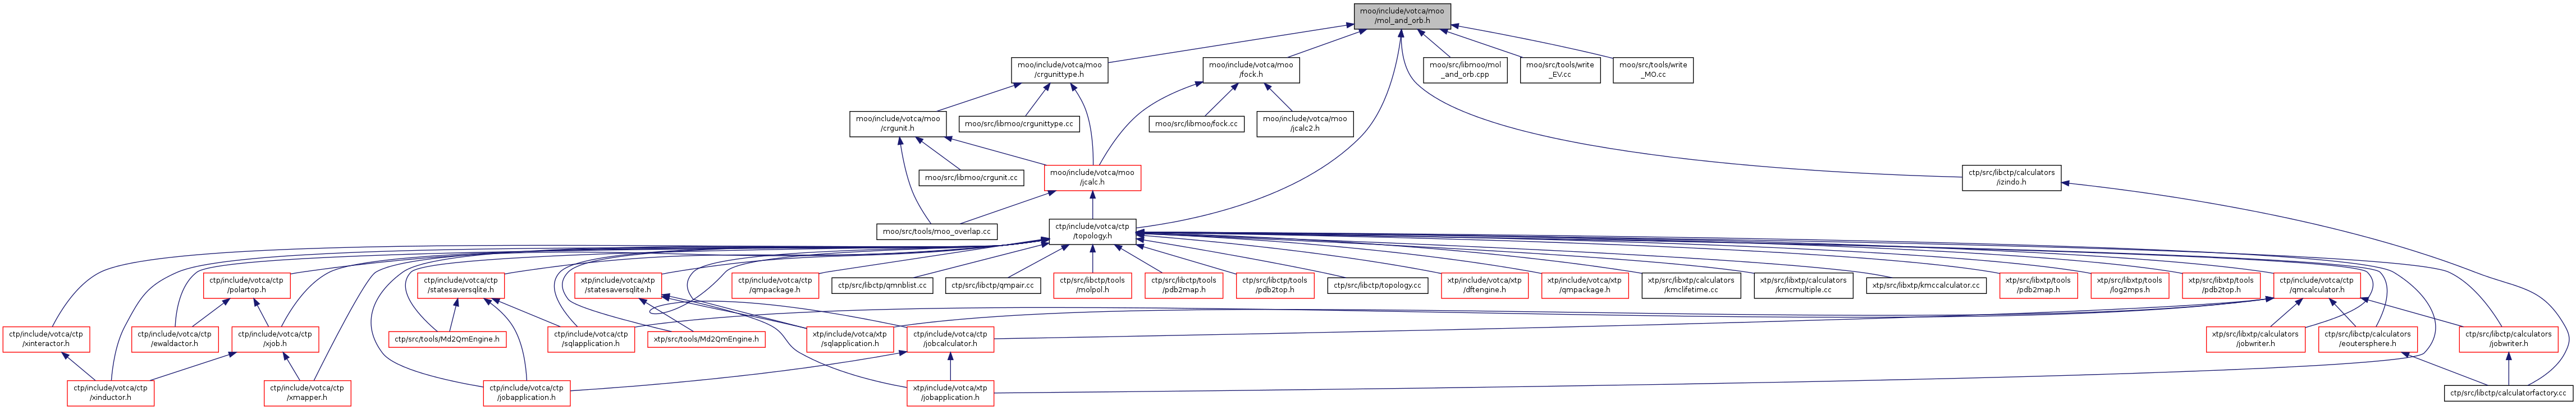 moo/include/votca/moo
/mol_and_orb.h
moo/include/votca/moo
/crgunittype.h
moo/include/votca/moo
/fock.h
moo/src/libmoo/mol
_and_orb.cpp
moo/src/tools/write
_EV.cc
moo/src/tools/write
_MO.cc
moo/include/votca/moo
/crgunit.h
moo/src/libmoo/crgunittype.cc
moo/src/libmoo/fock.cc
moo/include/votca/moo
/jcalc2.h
moo/src/libmoo/crgunit.cc
moo/include/votca/moo
/jcalc.h
ctp/src/libctp/calculators
/izindo.h
moo/src/tools/moo_overlap.cc
ctp/include/votca/ctp
/topology.h
ctp/include/votca/ctp
/polartop.h
ctp/include/votca/ctp
/statesaversqlite.h
xtp/include/votca/xtp
/statesaversqlite.h
ctp/include/votca/ctp
/qmpackage.h
ctp/src/libctp/qmnblist.cc
ctp/src/libctp/qmpair.cc
ctp/src/libctp/tools
/molpol.h
ctp/src/libctp/tools
/pdb2map.h
ctp/src/libctp/tools
/pdb2top.h
ctp/src/libctp/topology.cc
xtp/include/votca/xtp
/dftengine.h
xtp/include/votca/xtp
/qmpackage.h
xtp/src/libxtp/calculators
/kmclifetime.cc
xtp/src/libxtp/calculators
/kmcmultiple.cc
xtp/src/libxtp/kmccalculator.cc
xtp/src/libxtp/tools
/pdb2map.h
xtp/src/libxtp/tools
/log2mps.h
xtp/src/libxtp/tools
/pdb2top.h
ctp/include/votca/ctp
/qmcalculator.h
ctp/include/votca/ctp
/xinteractor.h
ctp/include/votca/ctp
/ewaldactor.h
ctp/include/votca/ctp
/xjob.h
ctp/src/tools/Md2QmEngine.h
ctp/include/votca/ctp
/sqlapplication.h
xtp/src/tools/Md2QmEngine.h
xtp/include/votca/xtp
/sqlapplication.h
ctp/include/votca/ctp
/jobcalculator.h
xtp/src/libxtp/calculators
/jobwriter.h
ctp/src/libctp/calculators
/eoutersphere.h
ctp/src/libctp/calculators
/jobwriter.h
ctp/include/votca/ctp
/xinductor.h
ctp/include/votca/ctp
/xmapper.h
ctp/include/votca/ctp
/jobapplication.h
xtp/include/votca/xtp
/jobapplication.h
ctp/src/libctp/calculatorfactory.cc